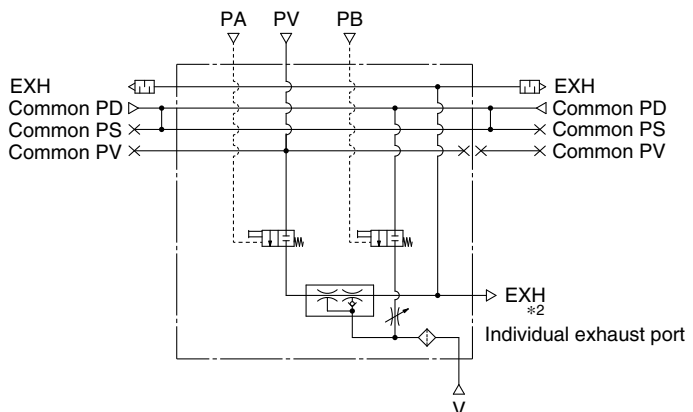 PA PV PB
EXH EXH
Common PD Common PD
Common PS Common PS
Common PV Common PV
EXH
*2
Individual exhaust port
V